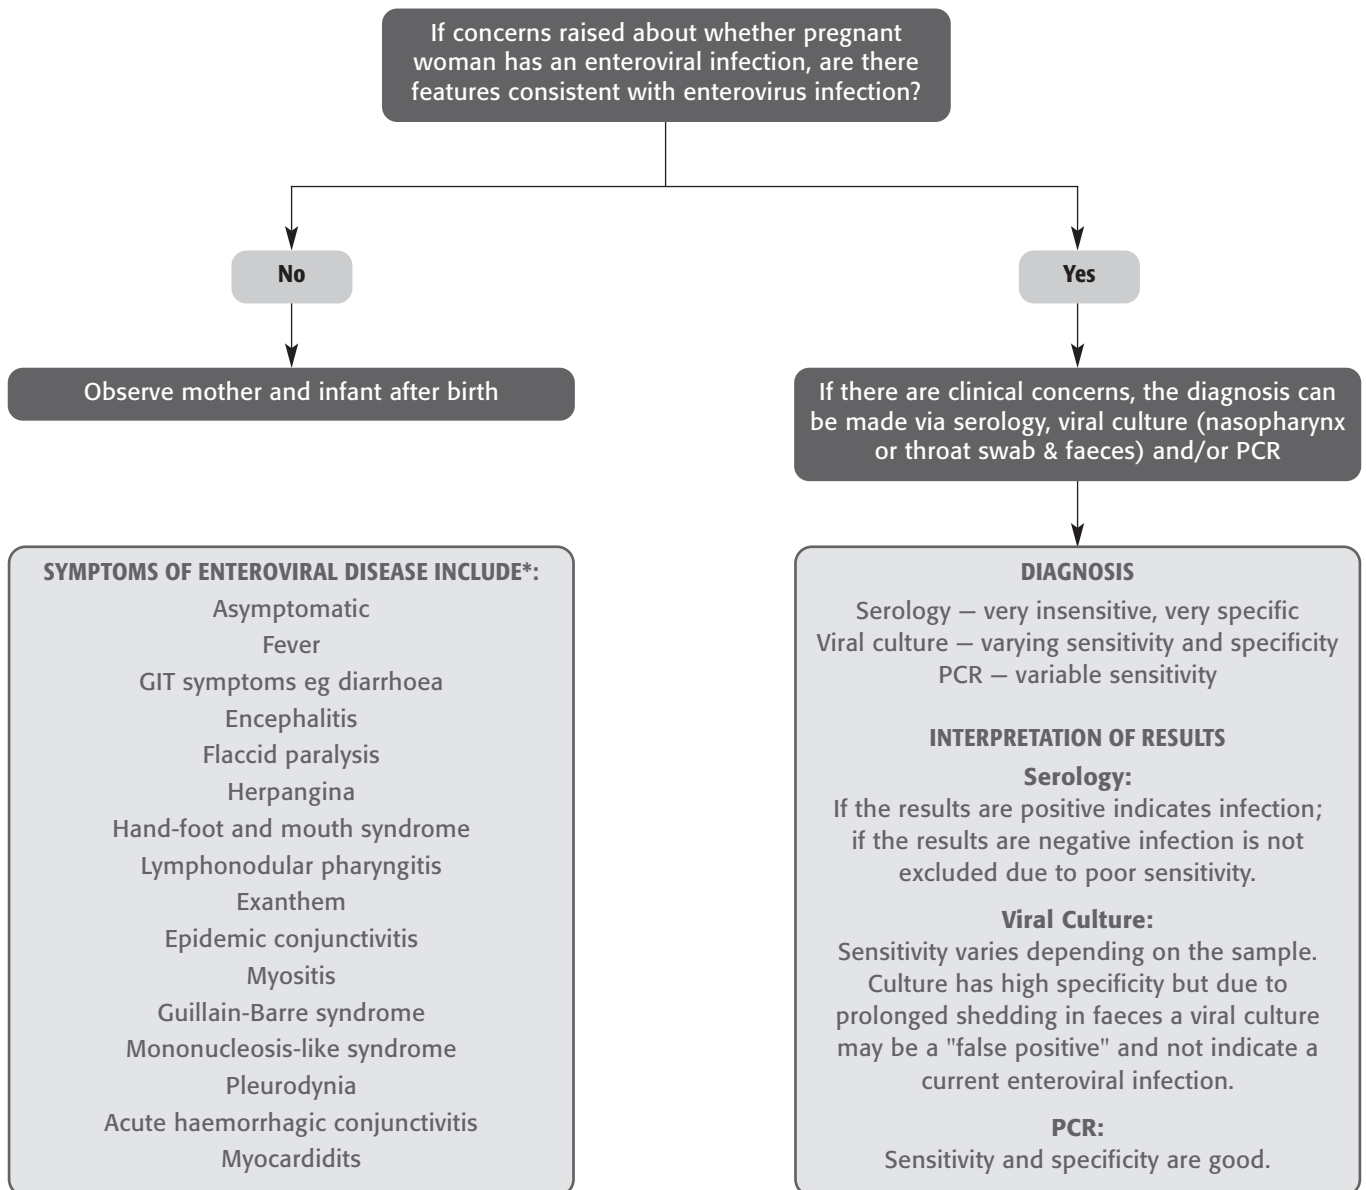 If concerns raised about whether pregnant
woman has an enteroviral infection, are there
features consistent with enterovirus infection?
No
Yes
Observe mother and infant after birth
If there are clinical concerns, the diagnosis can
be made via serology, viral culture (nasopharynx
or throat swab & faeces) and/or PCR
SYMPTOMS OF ENTEROVIRAL DISEASE INCLUDE*:
Asymptomatic
Fever
GIT symptoms eg diarrhoea
Encephalitis
Flaccid paralysis
Herpangina
Hand-foot and mouth syndrome
Lymphonodular pharyngitis
Exanthem
Epidemic conjunctivitis
Myositis
Guillain-Barre syndrome
Mononucleosis-like syndrome
Pleurodynia
Acute haemorrhagic conjunctivitis
Myocardidits
DIAGNOSIS
Serology – very insensitive, very specific
Viral culture – varying sensitivity and specificity
PCR – variable sensitivity
INTERPRETATION OF RESULTS
Serology:
If the results are positive indicates infection;
if the results are negative infection is not
excluded due to poor sensitivity.
Viral Culture:
Sensitivity varies depending on the sample.
Culture has high specificity but due to
prolonged shedding in faeces a viral culture
may be a "false positive" and not indicate a
current enteroviral infection.
PCR:
Sensitivity and specificity are good.